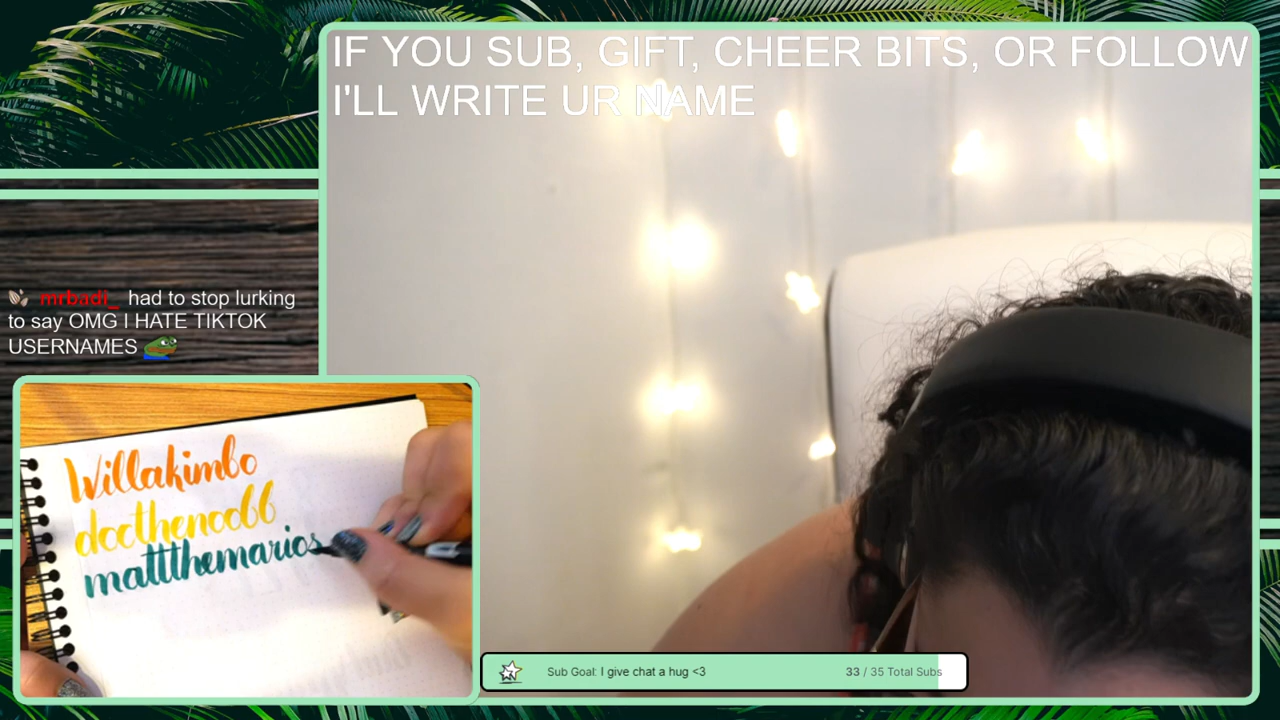 IF YOU SUB, GIFT, CHEER BITS, OR FOLLOW
I'LL WRITE UR NAME
mrbadi_ had to stop lurking
to say OMG I HATE TIKTOK
USERNAMES
Willakimbo
docthenoobb
mattthemarios
Sub Goal: I give chat a hug <3 33 / 35 Total Subs